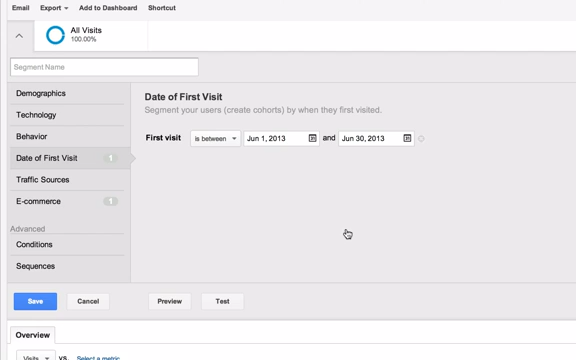 Email Export Add to Dashboard Shortcut
All Visits
100.00%
Segment Name
Demographics
Technology
Behavior
Date of First Visit 1
Traffic Sources
E-commerce 1
Advanced
Conditions
Sequences
Date of First Visit
Segment your users (create cohorts) by when they first visited.
First visit is between Jun 1, 2013 and Jun 30, 2013
Save Cancel Preview Test
Overview
Visits vs. Select a metric